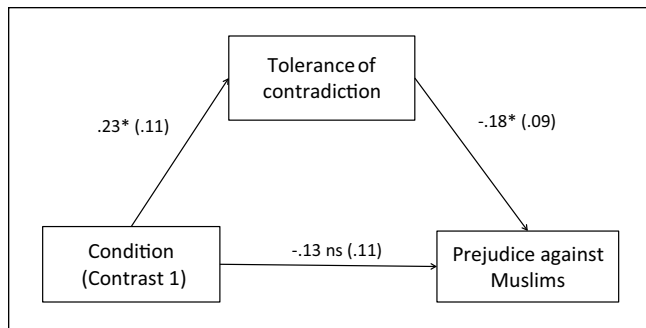 Tolerance of
contradiction
.23* (.11)
-.18* (.09)
Condition
(Contrast 1)
-.13 ns (.11)
Prejudice against
Muslims